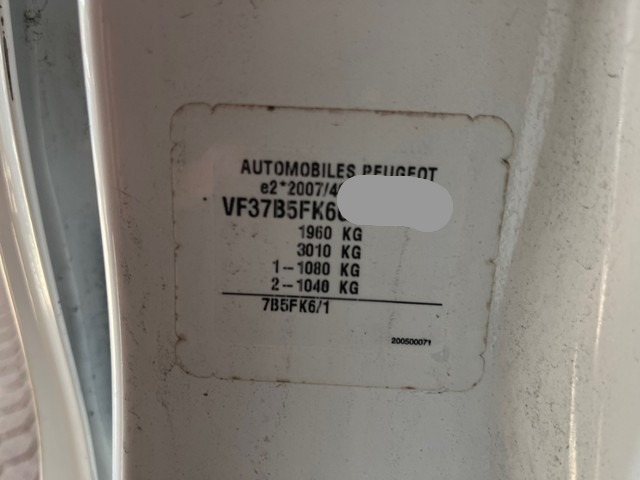 AUTOMOBILES PEUGEOT
e2*2007/4
VF37B5FK6
1960 KG
3010 KG
1-1080 KG
2-1040 KG
7B5FK6/1
200500071